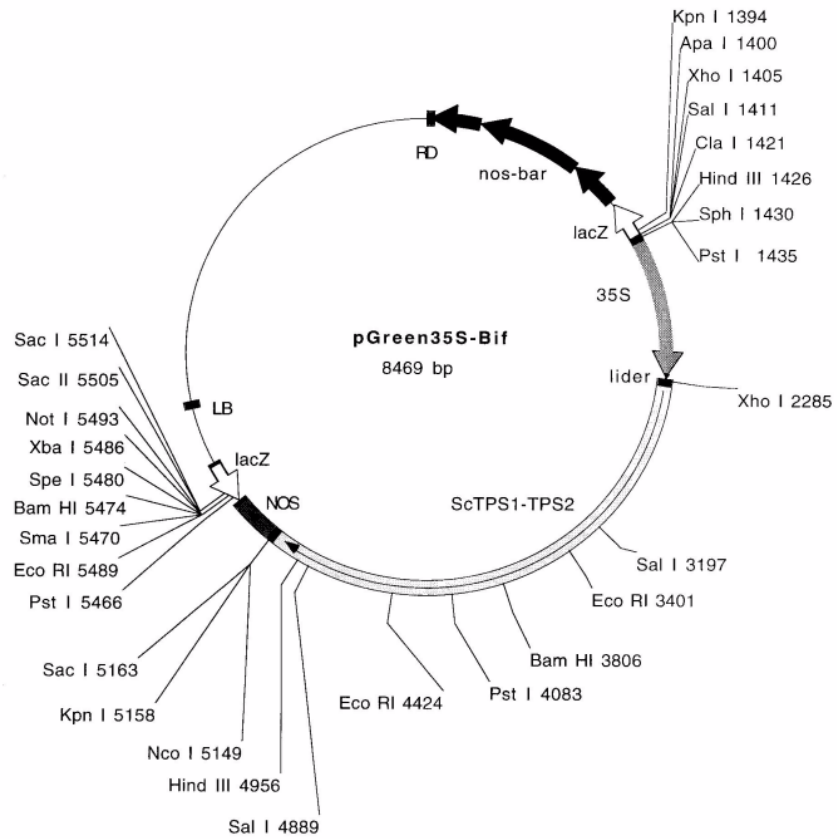 Kpn I 1394
Apa I 1400
Xho I 1405
Sal I 1411
Cla I 1421
Hind III 1426
Sph I 1430
Pst I 1435
RD
nos-bar
lacZ
35S
pGreen35S-Bif
8469 bp
lider
Xho I 2285
Sac I 5514
Sac II 5505
Not I 5493
Xba I 5486
Spe I 5480
Bam HI 5474
Sma I 5470
Eco RI 5489
Pst I 5466
LB
lacZ
NOS
ScTPS1-TPS2
Sal I 3197
Eco RI 3401
Bam HI 3806
Pst I 4083
Eco RI 4424
Sac I 5163
Kpn I 5158
Nco I 5149
Hind III 4956
Sal I 4889